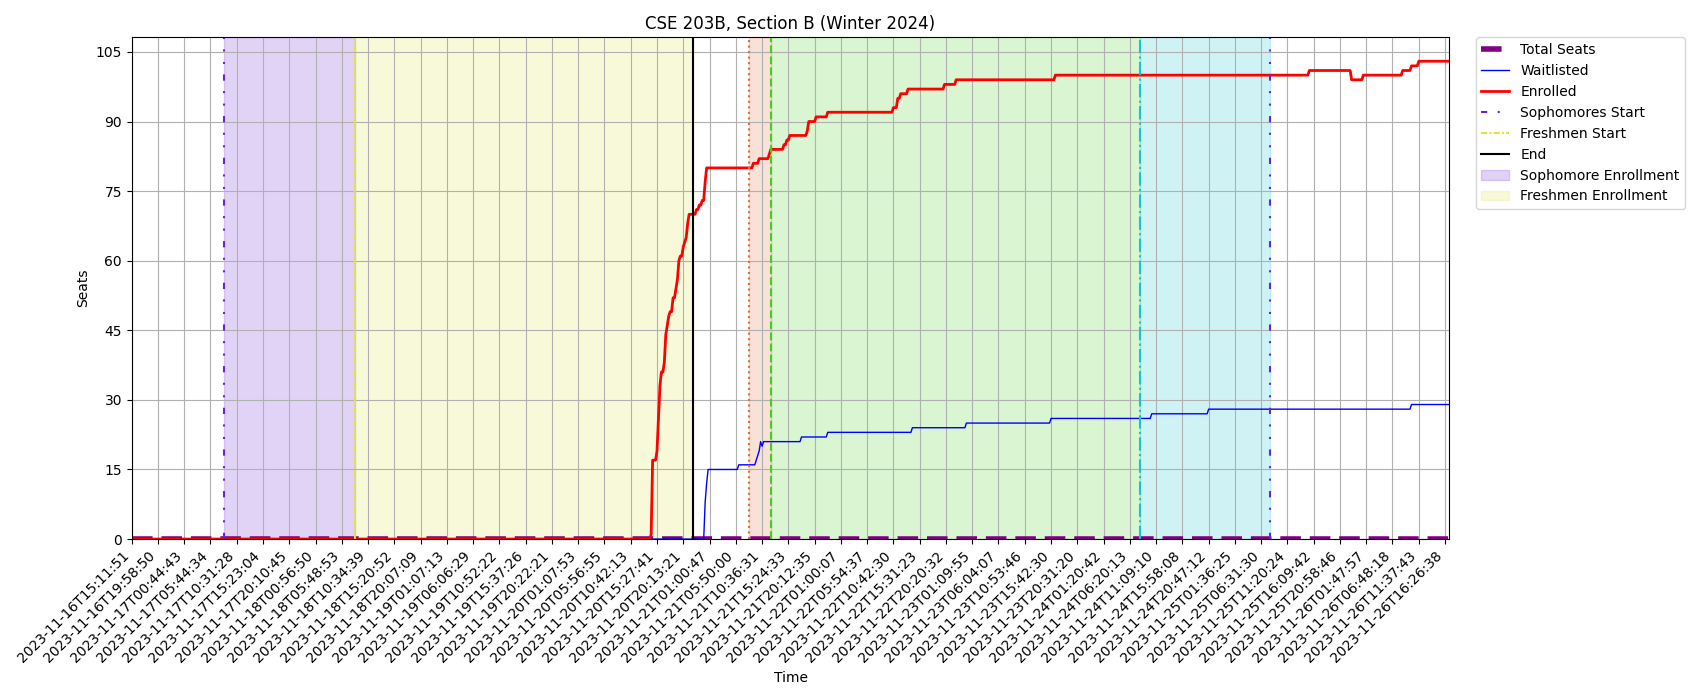 CSE 203B, Section B (Winter 2024)
105
90
75
60
45
30
15
0
Seats
2023-11-16T15:11:51
2023-11-16T19:58:50
2023-11-17T00:44:43
2023-11-17T05:44:34
2023-11-17T10:31:28
2023-11-17T15:23:04
2023-11-17T20:10:45
2023-11-18T00:56:50
2023-11-18T05:48:53
2023-11-18T10:34:39
2023-11-18T15:20:52
2023-11-18T20:07:09
2023-11-19T01:07:13
2023-11-19T06:06:29
2023-11-19T10:52:22
2023-11-19T15:37:26
2023-11-19T20:22:21
2023-11-20T01:07:53
2023-11-20T05:56:55
2023-11-20T10:42:13
2023-11-20T15:27:41
2023-11-20T20:13:21
2023-11-21T01:00:47
2023-11-21T05:50:00
2023-11-21T10:36:31
2023-11-21T15:24:33
2023-11-21T20:12:35
2023-11-22T01:00:07
2023-11-22T05:54:37
2023-11-22T10:42:30
2023-11-22T15:31:23
2023-11-22T20:20:32
2023-11-23T01:09:55
2023-11-23T06:04:07
2023-11-23T10:53:46
2023-11-23T15:42:30
2023-11-23T20:31:20
2023-11-24T01:20:42
2023-11-24T06:20:13
2023-11-24T11:09:10
2023-11-24T15:58:08
2023-11-24T20:47:12
2023-11-25T01:36:25
2023-11-25T06:31:30
2023-11-25T11:20:24
2023-11-25T16:09:42
2023-11-25T20:58:46
2023-11-26T01:47:57
2023-11-26T06:48:18
2023-11-26T11:37:43
2023-11-26T16:26:38
Time
Total Seats
Waitlisted
Enrolled
Sophomores Start
Freshmen Start
End
Sophomore Enrollment
Freshmen Enrollment